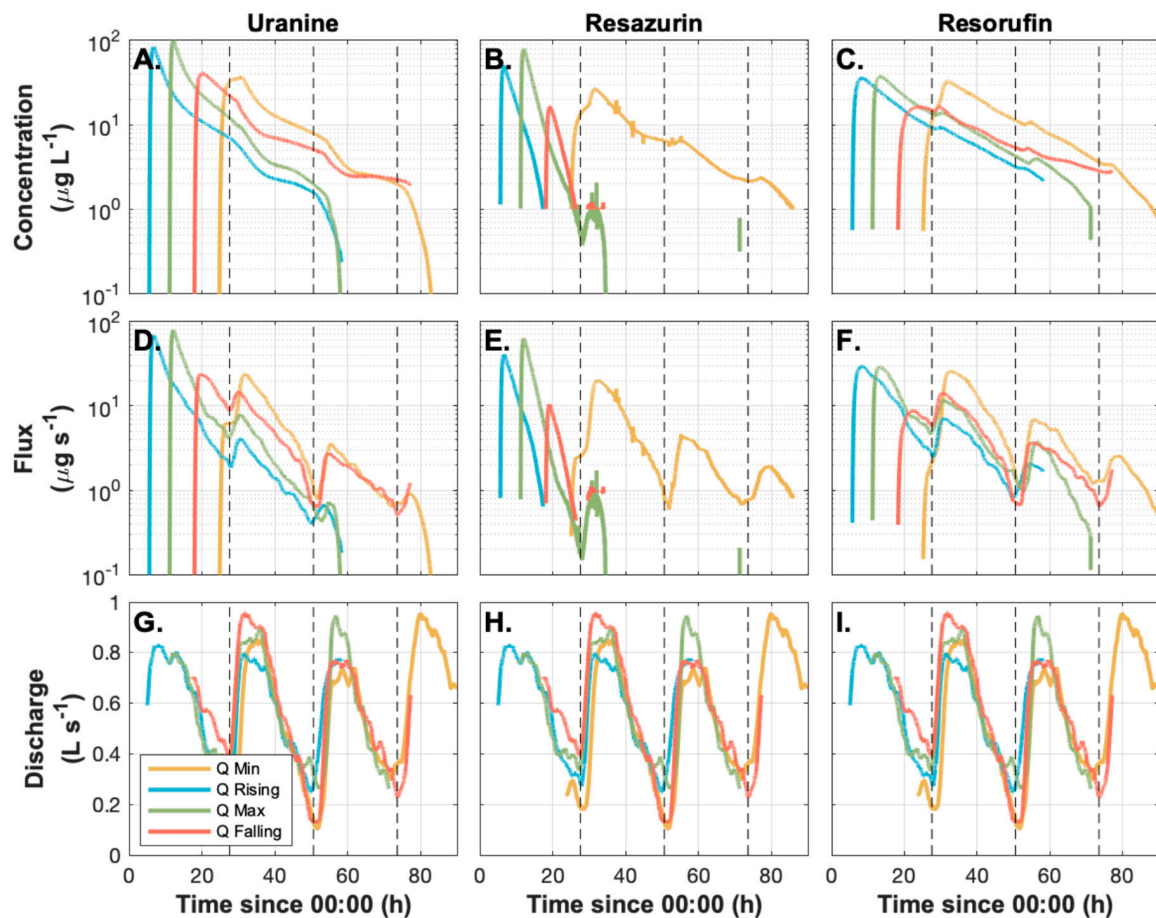 Uranine
Resazurin
Resorufin
Concentration
(μg L⁻¹)
10²
10¹
10⁰
10⁻¹
A.
B.
C.
Flux
(μg s⁻¹)
10²
10¹
10⁰
10⁻¹
D.
E.
F.
Discharge
(L s⁻¹)
1
0.8
0.6
0.4
0.2
0
G.
H.
I.
Q Min
Q Rising
Q Max
Q Falling
0 20 40 60 80
0 20 40 60 80
0 20 40 60 80
Time since 00:00 (h)
Time since 00:00 (h)
Time since 00:00 (h)